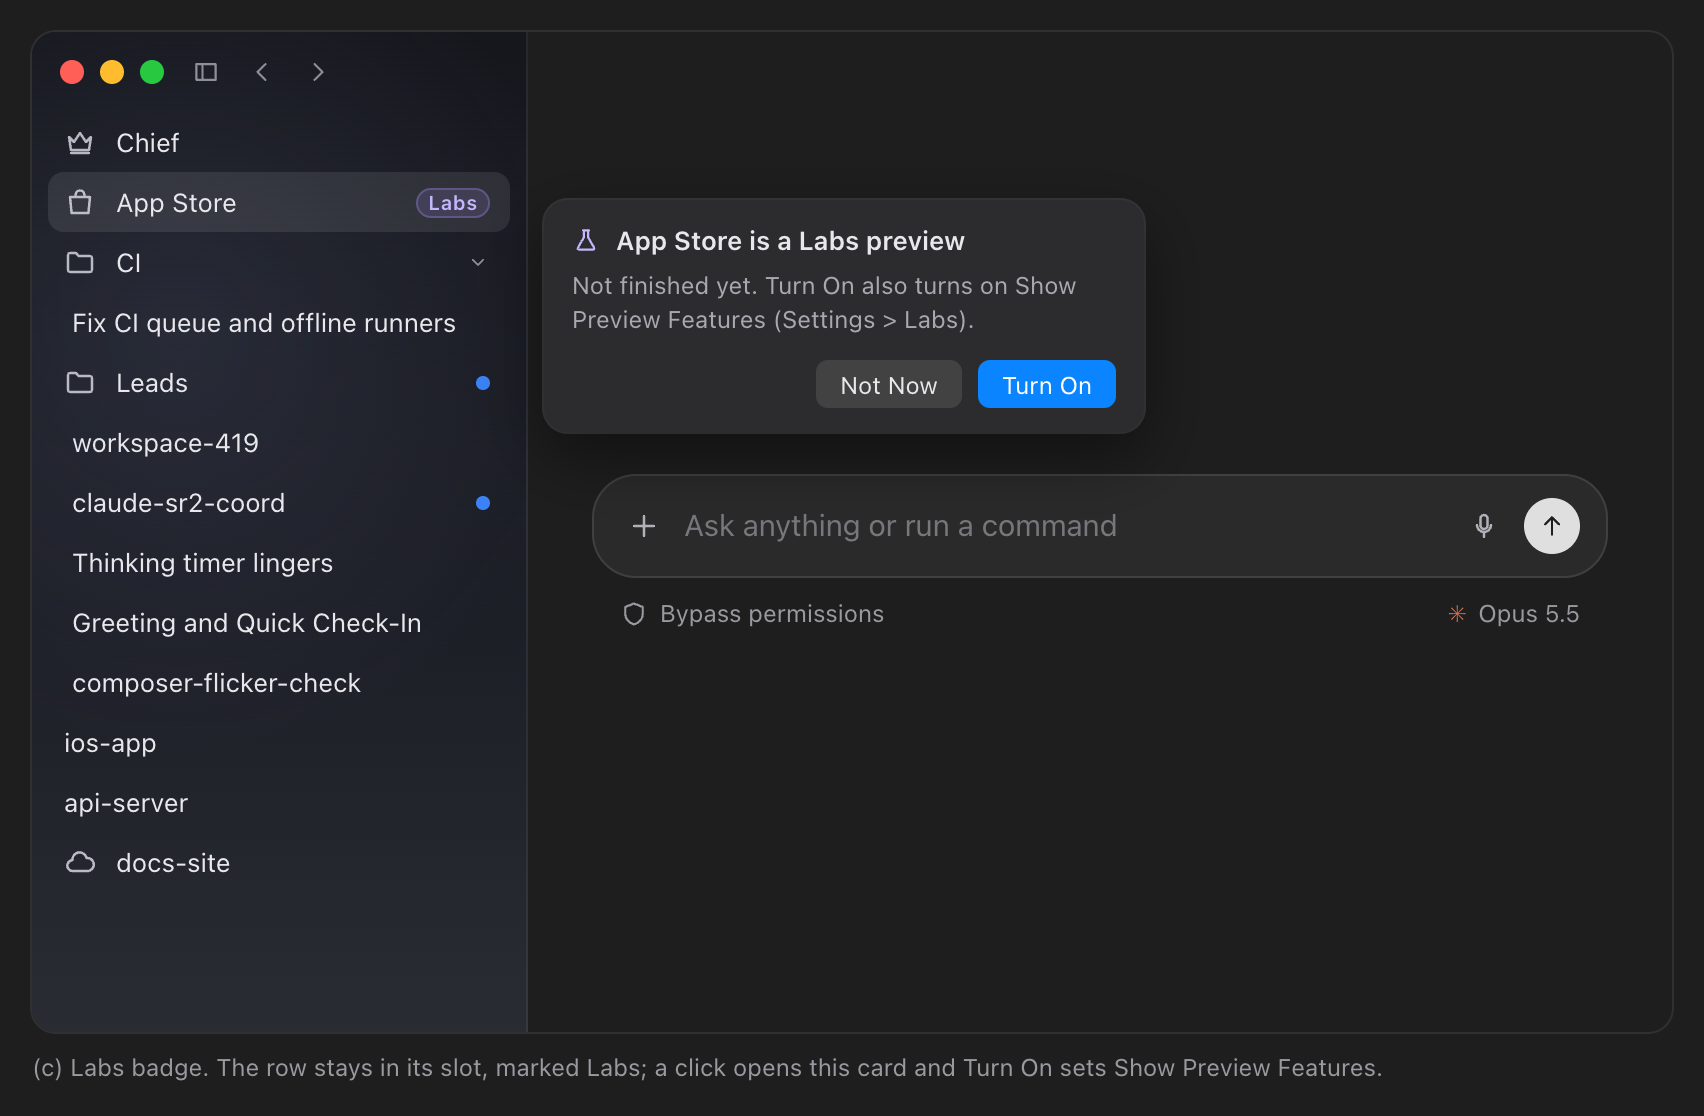 Chief
App Store Labs
CI
Fix CI queue and offline runners
Leads
workspace-419
claude-sr2-coord
Thinking timer lingers
Greeting and Quick Check-In
composer-flicker-check
ios-app
api-server
docs-site
App Store is a Labs preview
Not finished yet. Turn On also turns on Show
Preview Features (Settings > Labs).
Not Now Turn On
Ask anything or run a command
Bypass permissions Opus 5.5
(c) Labs badge. The row stays in its slot, marked Labs; a click opens this card and Turn On sets Show Preview Features.